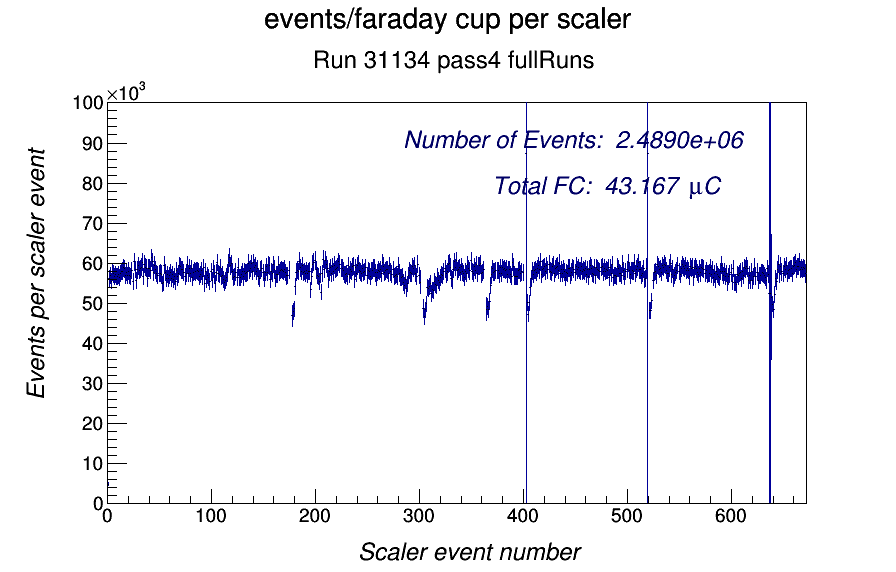 events/faraday cup per scaler
Run 31134 pass4 fullRuns
×10³
100
90
80
70
60
50
40
30
20
10
0
Number of Events: 2.4890e+06
Total FC: 43.167 μC
Events per scaler event
0 100 200 300 400 500 600
Scaler event number